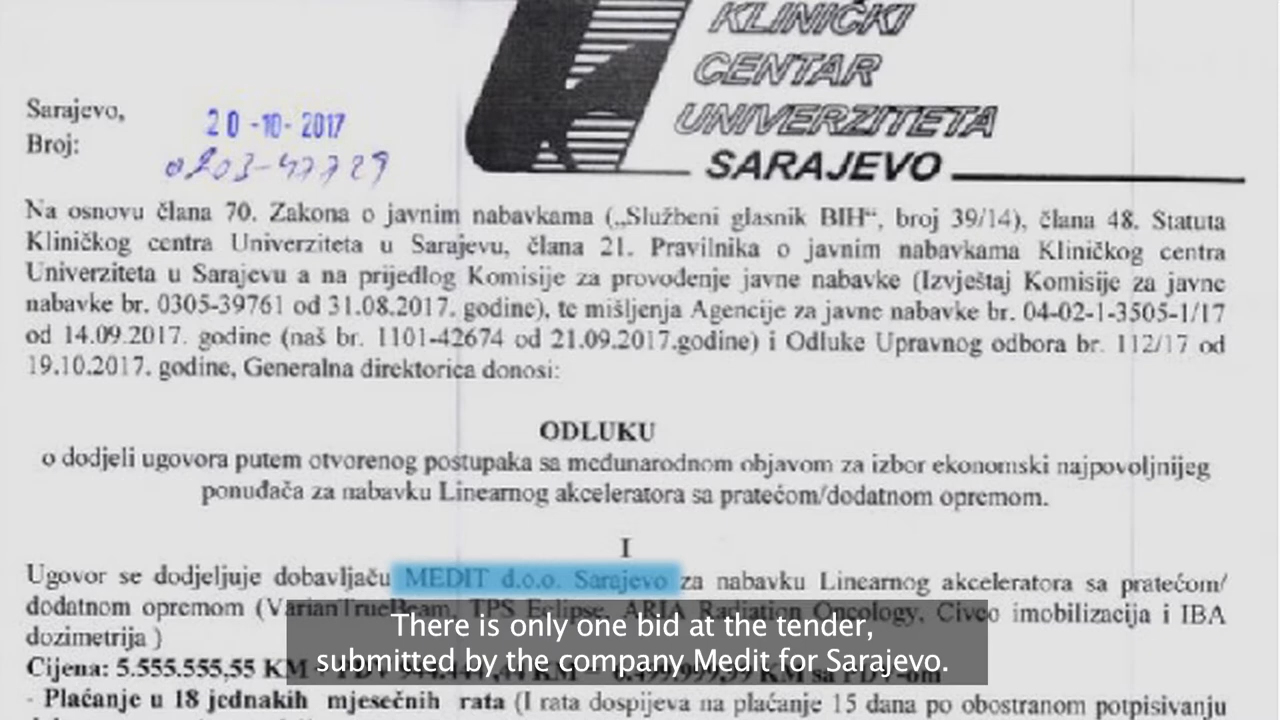 KLINIČKI
CENTAR
UNIVERZITETA
SARAJEVO
Sarajevo,
20-10-2017
Broj:
0203-47729
Na osnovu člana 70. Zakona o javnim nabavkama („Službeni glasnik BIH“, broj 39/14), člana 48. Statuta
Kliničkog centra Univerziteta u Sarajevu, člana 21. Pravilnika o javnim nabavkama Kliničkog centra
Univerziteta u Sarajevu a na prijedlog Komisije za provođenje javne nabavke (Izvještaj Komisije za javne
nabavke br. 0305-39761 od 31.08.2017. godine), te mišljenja Agencije za javne nabavke br. 04-02-1-3505-1/17
od 14.09.2017. godine (naš br. 1101-42674 od 21.09.2017.godine) i Odluke Upravnog odbora br. 112/17 od
19.10.2017. godine, Generalna direktorica donosi:
ODLUKU
o dodjeli ugovora putem otvorenog postupaka sa međunarodnom objavom za izbor ekonomski najpovoljnijeg
ponuđača za nabavku Linearnog akceleratora sa pratećom/dodatnom opremom.
I
Ugovor se dodjeljuje dobavljaču MEDIT d.o.o. Sarajevo za nabavku Linearnog akceleratora sa pratećom/
dodatnom opremom (VarianTrueBeam, TPS Eclipse, ARIA Radiation Oncology, Civco imobilizacija i IBA
dozimetrija )
There is only one bid at the tender,
submitted by the company Medit for Sarajevo.
Cijena: 5.555.555,55 KM
- Plaćanje u 18 jednakih mjesečnih rata (I rata dospijeva na plaćanje 15 dana po obostranom potpisivanju